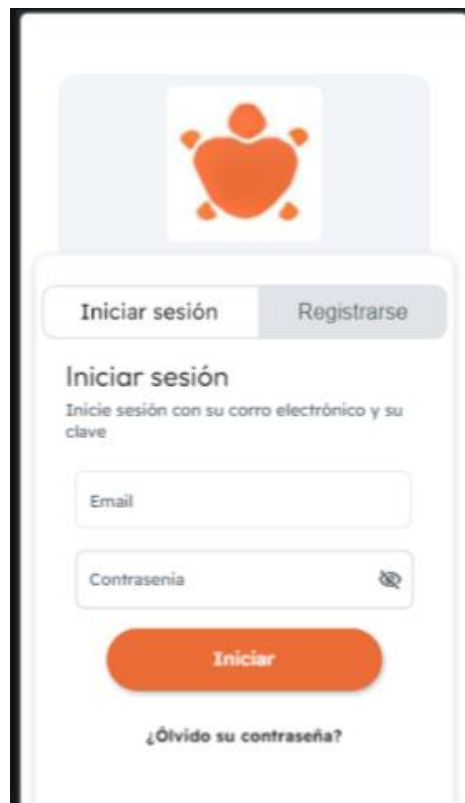 Iniciar sesión
Registrarse
Iniciar sesión
Inicie sesión con su corro electrónico y su
clave
Email
Contrasenia
Iniciar
¿Ólvido su contraseña?